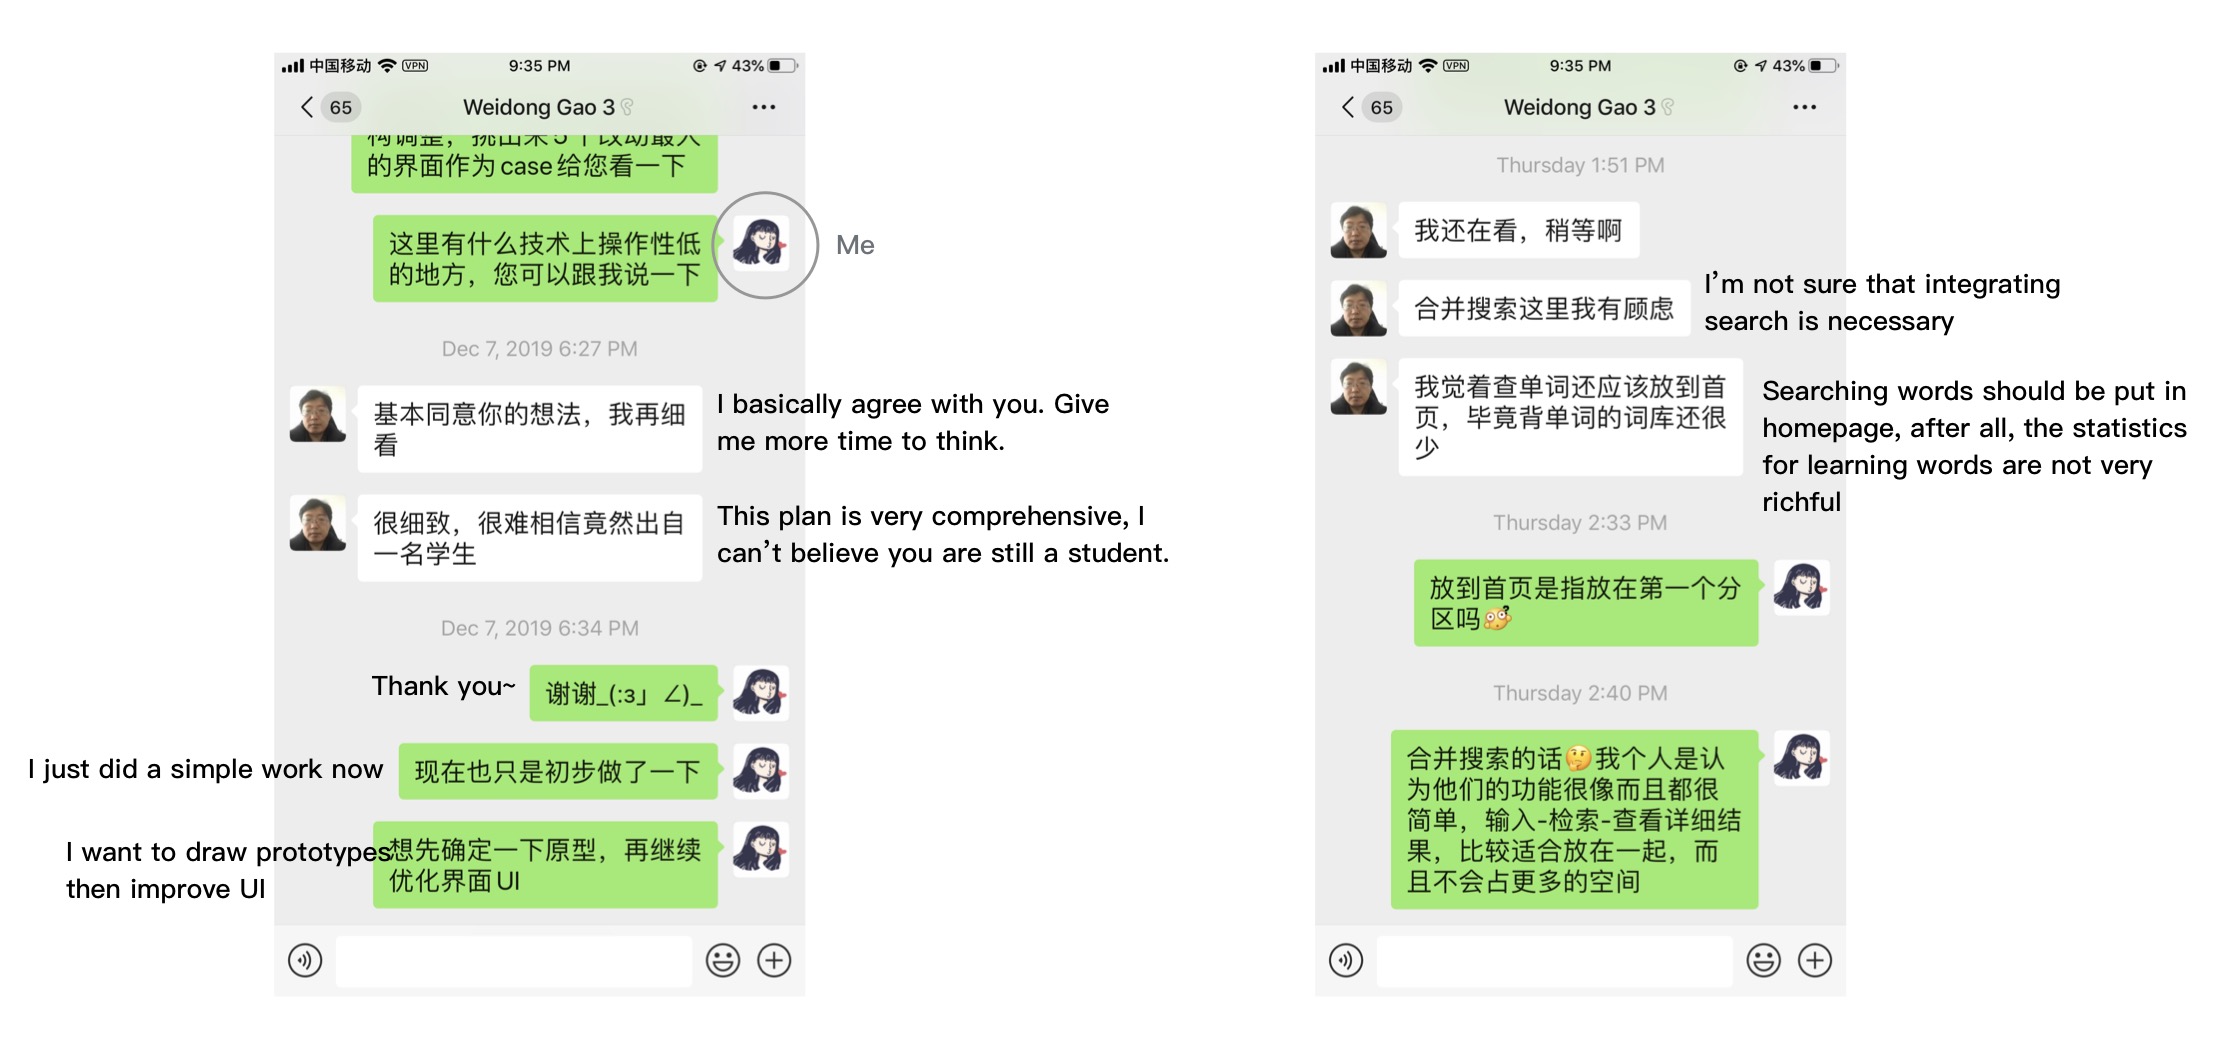 中国移动 VPN 9:35 PM 43%
65 Weidong Gao 3
构调整，挑出来5个改动最大
的界面作为case给您看一下
这里有什么技术上操作性低
的地方，您可以跟我说一下
Me
Dec 7, 2019 6:27 PM
基本同意你的想法，我再细
看
I basically agree with you. Give
me more time to think.
很细致，很难相信竟然出自
一名学生
This plan is very comprehensive, I
can't believe you are still a student.
Dec 7, 2019 6:34 PM
Thank you~
谢谢_(:з」∠)_
I just did a simple work now
现在也只是初步做了一下
I want to draw prototypes
then improve UI
想先确定一下原型，再继续
优化界面UI
中国移动 VPN 9:35 PM 43%
65 Weidong Gao 3
Thursday 1:51 PM
我还在看，稍等啊
合并搜索这里我有顾虑
I'm not sure that integrating
search is necessary
我觉着查单词还应该放到首
页，毕竟背单词的词库还很
少
Searching words should be put in
homepage, after all, the statistics
for learning words are not very
richful
Thursday 2:33 PM
放到首页是指放在第一个分
区吗
Thursday 2:40 PM
合并搜索的话🤔我个人是认
为他们的功能很像而且都很
简单，输入-检索-查看详细结
果，比较适合放在一起，而
且不会占更多的空间